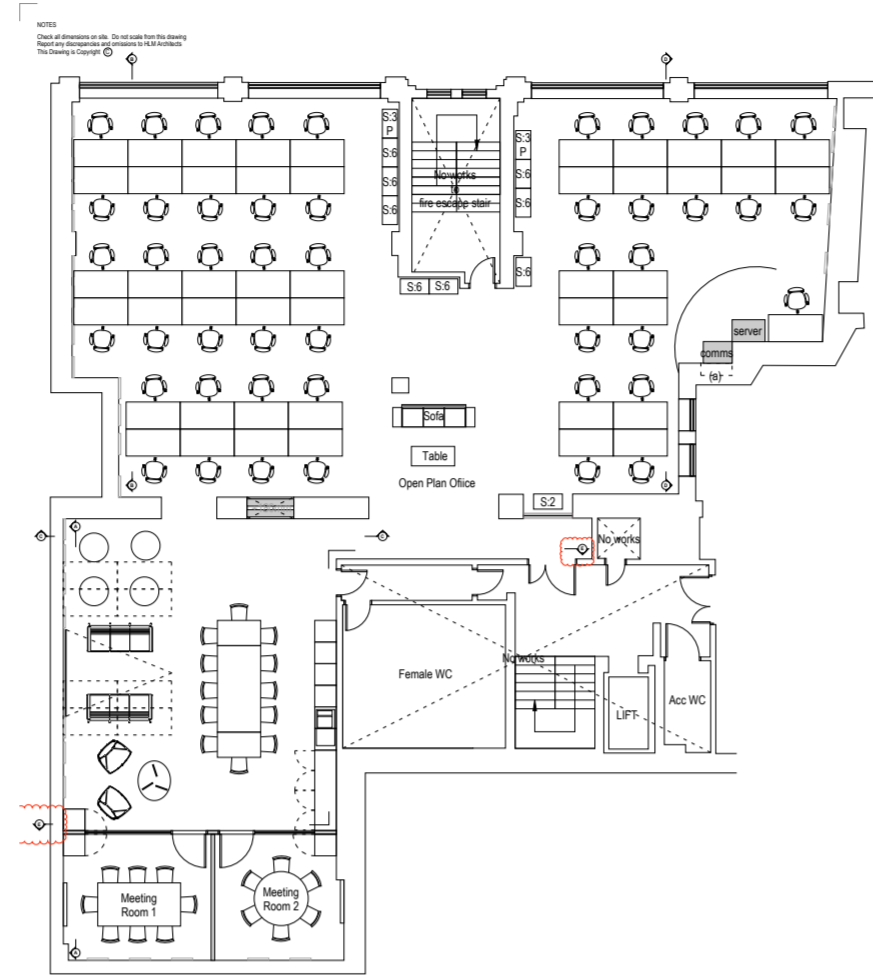 NOTES
Check all dimensions on site. Do not scale from this drawing
Report any discrepancies and omissions to HLM Architects
This Drawing is Copyright ©
B
D
S:3
P
S:6
S:6
S:6
No works
to
fire escape stair
S:3
P
S:6
S:6
S:6
S:6
S:6
server
comms
(a)
Sofa
Table
Open Plan Ofiice
B
D
S:2
A
C
C
E
No works
Female WC
No works
LIFT
Acc WC
E
Meeting
Room 1
Meeting
Room 2
A